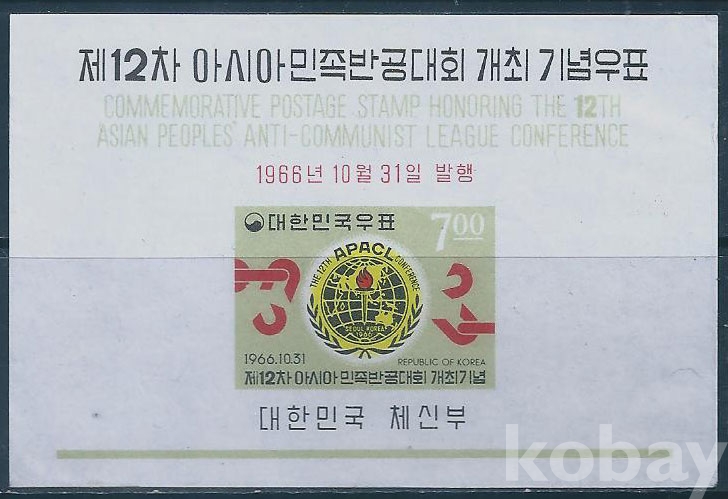 제12차 아시아민족반공대회 개최 기념우표
COMMEMORATIVE POSTAGE STAMP HONORING THE 12TH
ASIAN PEOPLES' ANTI-COMMUNIST LEAGUE CONFERENCE
1966년 10월 31일 발행
대한민국우표
7.00
THE 12TH APACL CONFERENCE
SEOUL KOREA
1966
1966.10.31
REPUBLIC OF KOREA
제12차 아시아민족반공대회 개최기념
대한민국 체신부
kobay